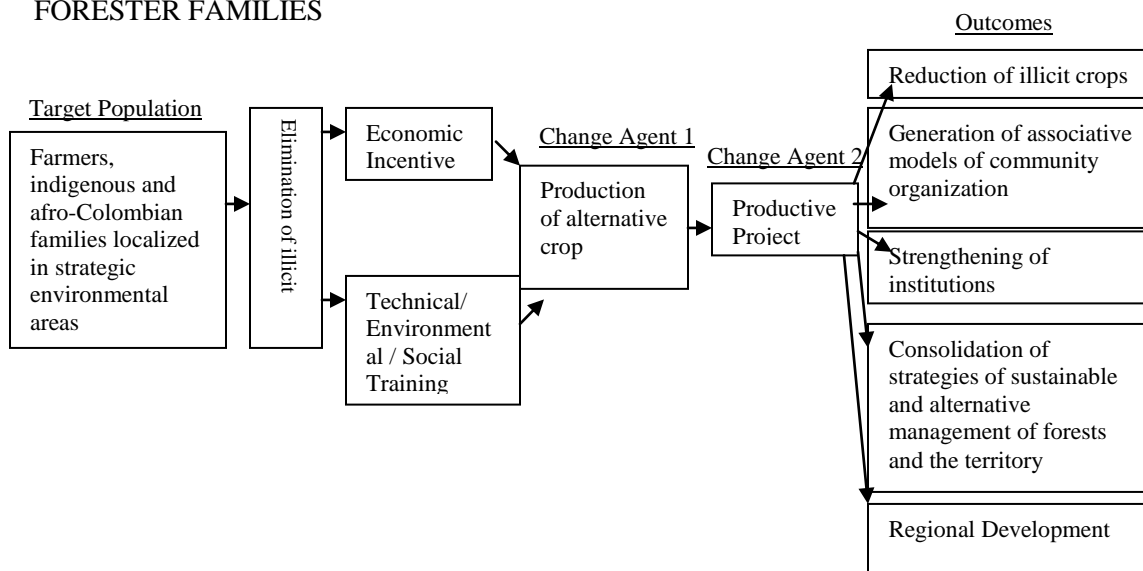 FORESTER FAMILIES
Target Population
Farmers,
indigenous and
afro-Colombian
families localized
in strategic
environmental
areas
Elimination of illicit
Economic
Incentive
Technical/
Environment
al / Social
Training
Change Agent 1
Production
of alternative
crop
Change Agent 2
Productive
Project
Outcomes
Reduction of illicit crops
Generation of associative
models of community
organization
Strengthening of
institutions
Consolidation of
strategies of sustainable
and alternative
management of forests
and the territory
Regional Development